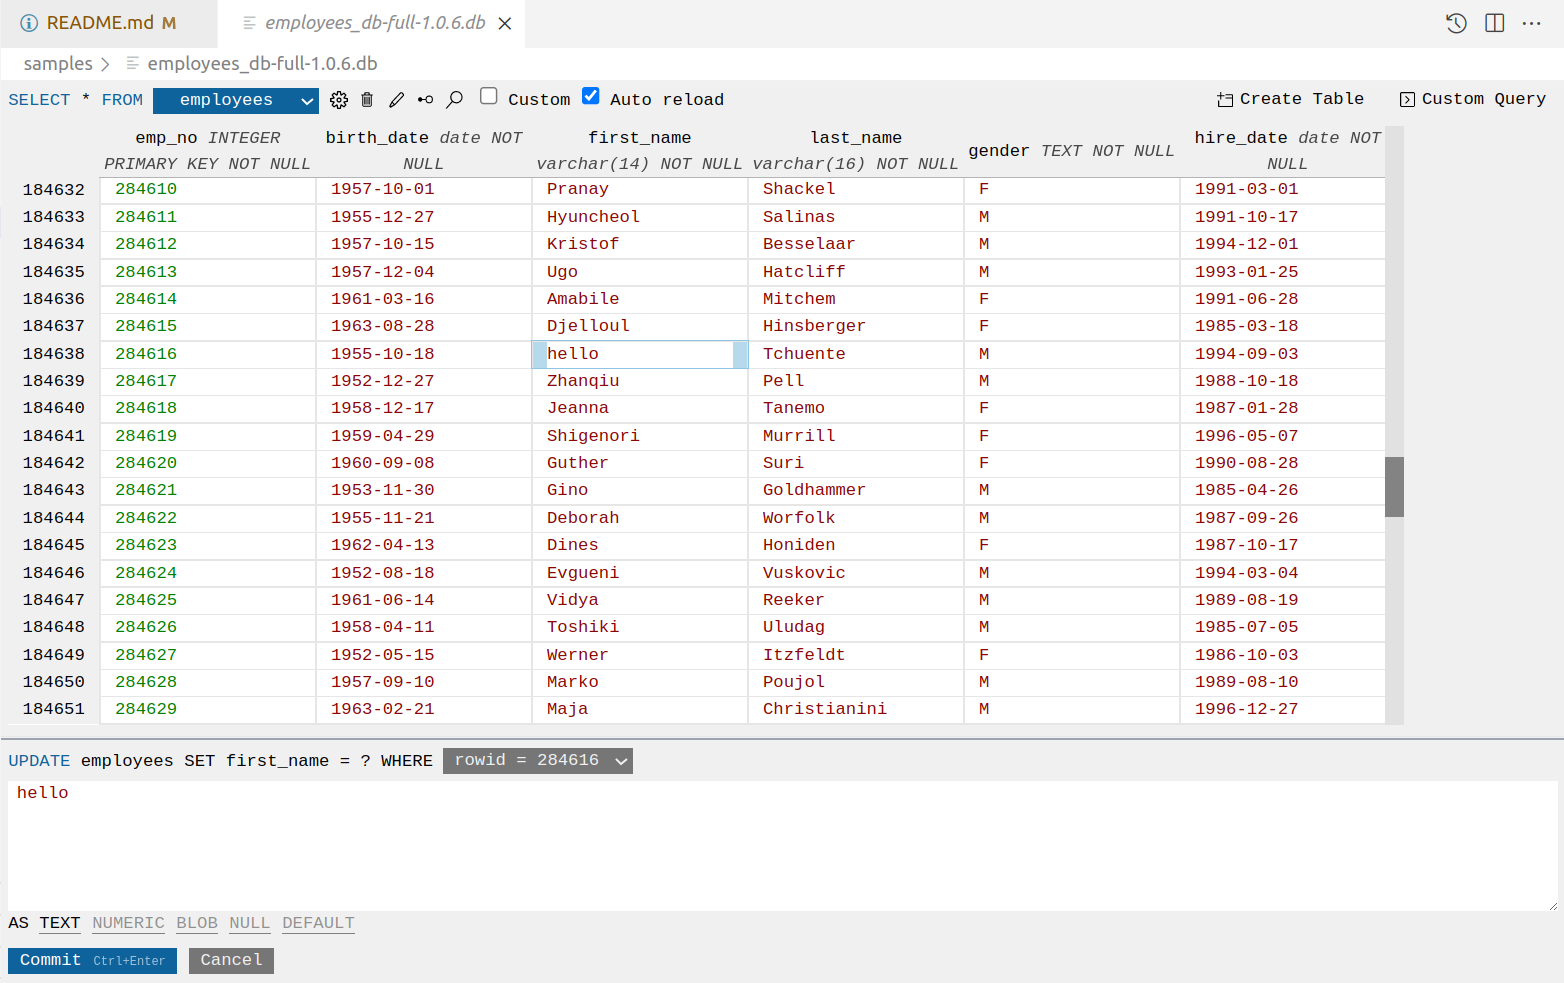 README.md M employees_db-full-1.0.6.db
samples employees_db-full-1.0.6.db
SELECT * FROM employees Custom Auto reload Create Table Custom Query
emp_no INTEGER PRIMARY KEY NOT NULL birth_date date NOT NULL first_name varchar(14) NOT NULL last_name varchar(16) NOT NULL gender TEXT NOT NULL hire_date date NOT NULL
184632 284610 1957-10-01 Pranay Shackel F 1991-03-01
184633 284611 1955-12-27 Hyuncheol Salinas M 1991-10-17
184634 284612 1957-10-15 Kristof Besselaar M 1994-12-01
184635 284613 1957-12-04 Ugo Hatcliff M 1993-01-25
184636 284614 1961-03-16 Amabile Mitchem F 1991-06-28
184637 284615 1963-08-28 Djelloul Hinsberger F 1985-03-18
184638 284616 1955-10-18 hello Tchuente M 1994-09-03
184639 284617 1952-12-27 Zhanqiu Pell M 1988-10-18
184640 284618 1958-12-17 Jeanna Tanemo F 1987-01-28
184641 284619 1959-04-29 Shigenori Murrill F 1996-05-07
184642 284620 1960-09-08 Guther Suri F 1990-08-28
184643 284621 1953-11-30 Gino Goldhammer M 1985-04-26
184644 284622 1955-11-21 Deborah Worfolk M 1987-09-26
184645 284623 1962-04-13 Dines Honiden F 1987-10-17
184646 284624 1952-08-18 Evgueni Vuskovic M 1994-03-04
184647 284625 1961-06-14 Vidya Reeker M 1989-08-19
184648 284626 1958-04-11 Toshiki Uludag M 1985-07-05
184649 284627 1952-05-15 Werner Itzfeldt F 1986-10-03
184650 284628 1957-09-10 Marko Poujol M 1989-08-10
184651 284629 1963-02-21 Maja Christianini M 1996-12-27
UPDATE employees SET first_name = ? WHERE rowid = 284616
hello
AS TEXT NUMERIC BLOB NULL DEFAULT
Commit Ctrl+Enter Cancel